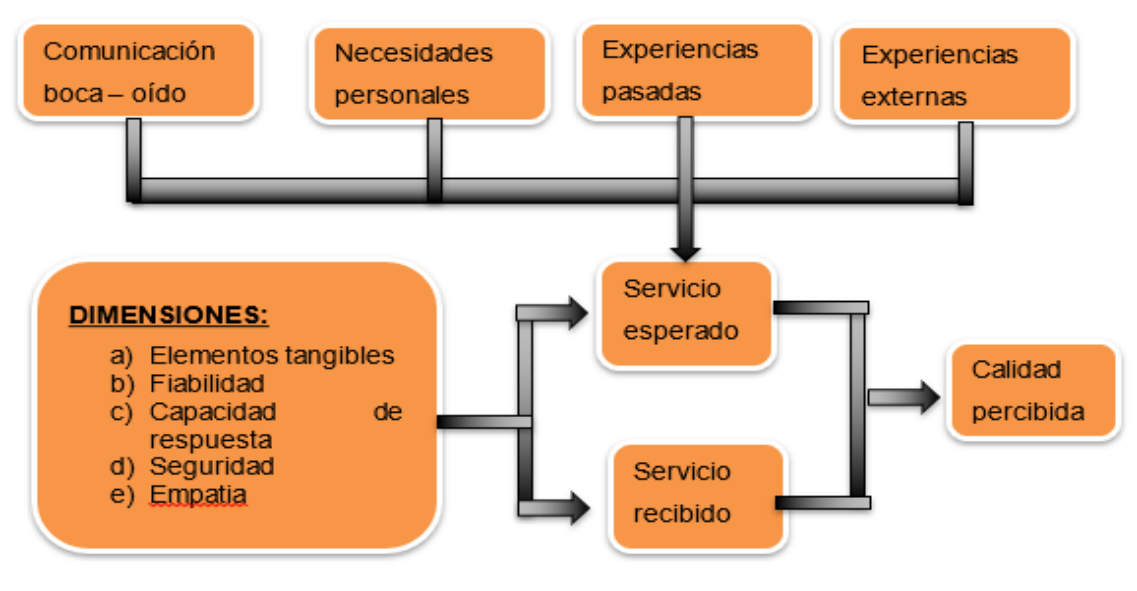 Comunicación
boca – oído
Necesidades
personales
Experiencias
pasadas
Experiencias
externas
DIMENSIONES:
a) Elementos tangibles
b) Fiabilidad
c) Capacidad de
respuesta
d) Seguridad
e) Empatia
Servicio
esperado
Servicio
recibido
Calidad
percibida